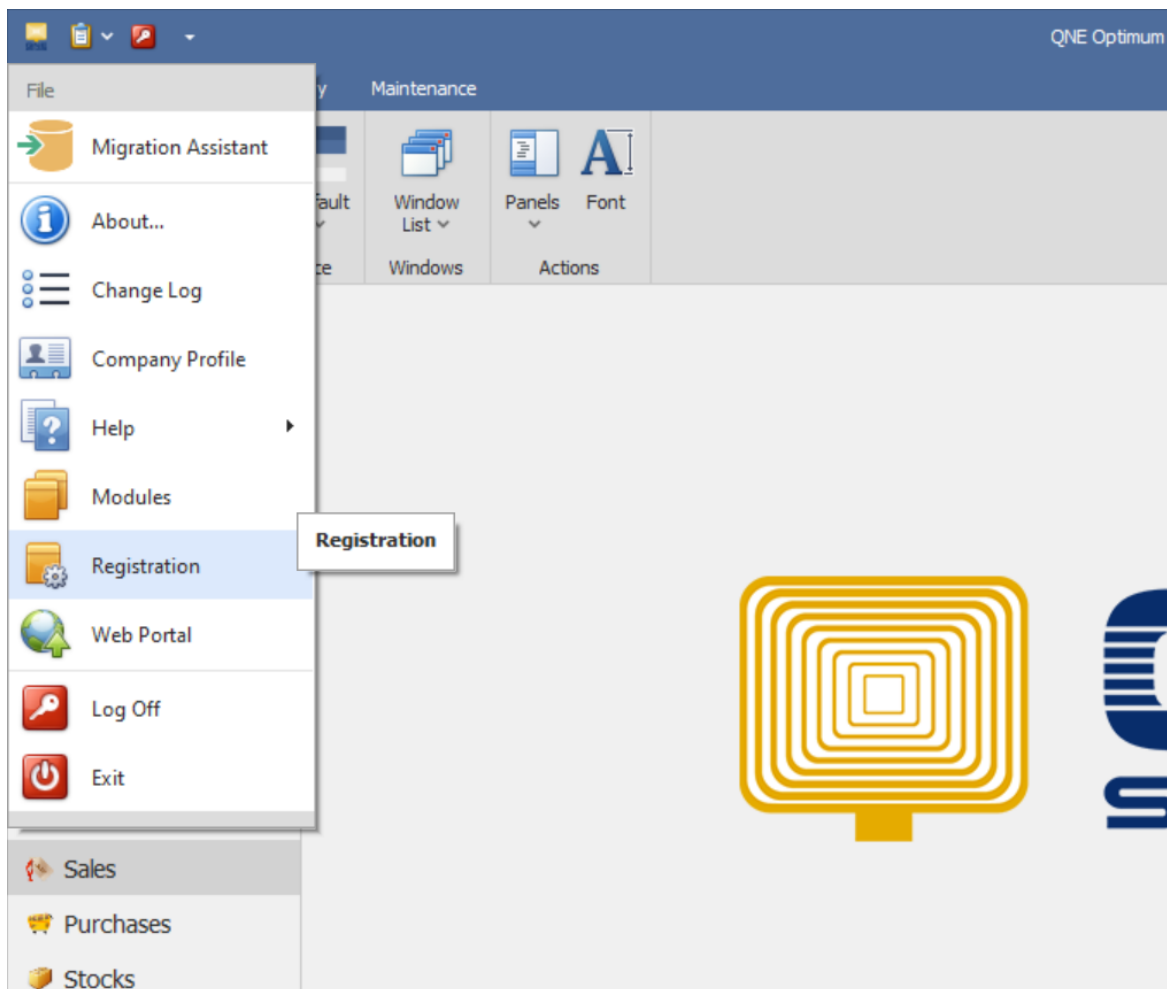 QNE Optimum
File
y
Maintenance
Migration Assistant
About...
Change Log
Company Profile
Help
Modules
Registration
Web Portal
Log Off
Exit
fault
Window
List
Panels
Font
ce
Windows
Actions
Registration
Sales
Purchases
Stocks